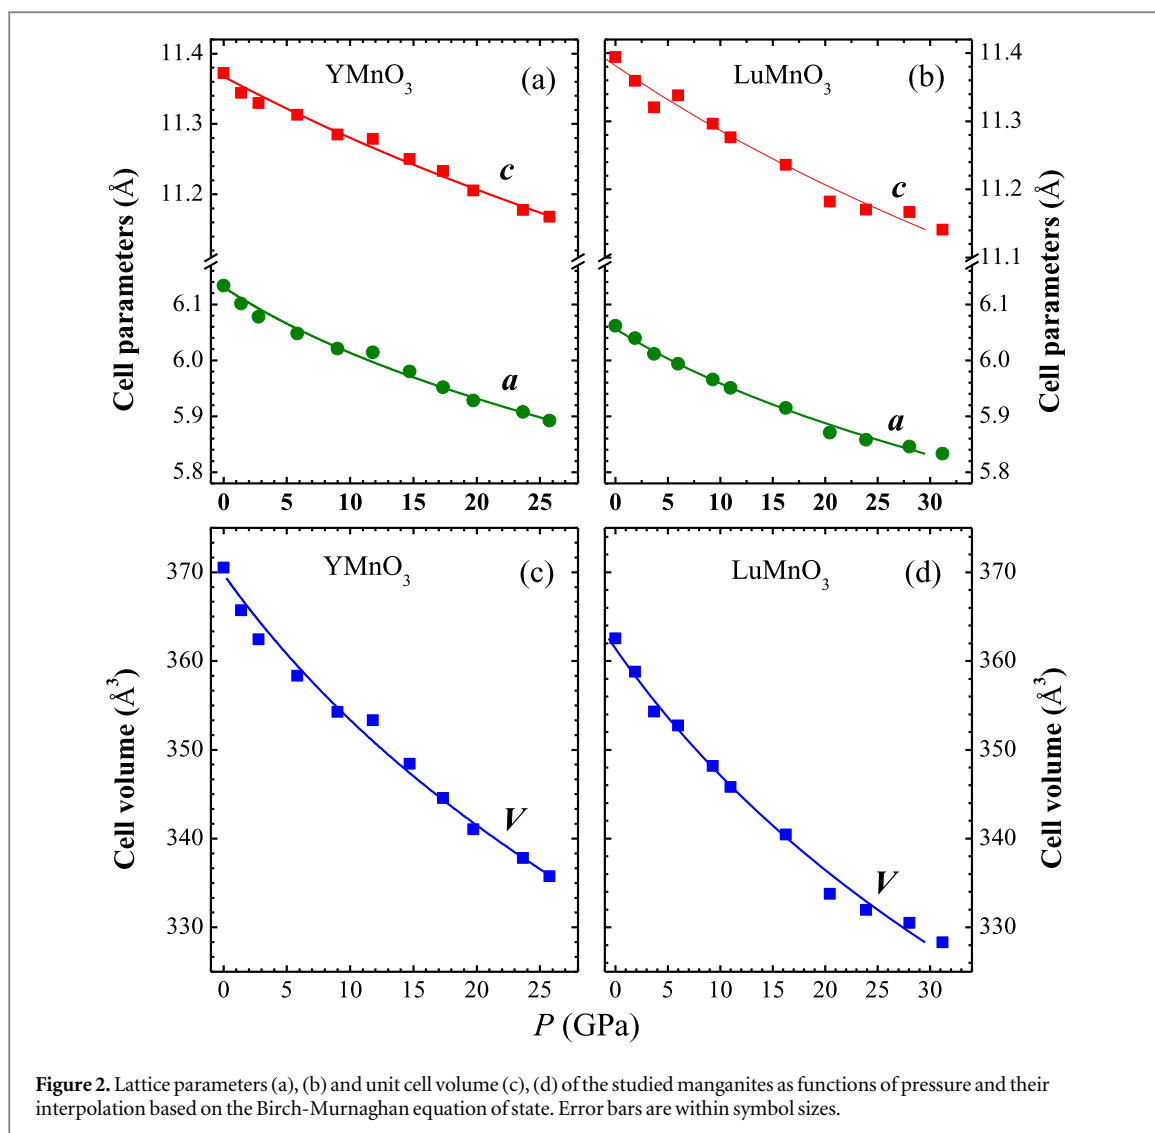 YMnO3 (a)
LuMnO3 (b)
11.4
11.3
11.2
6.1
6.0
5.9
5.8
11.4
11.3
11.2
11.1
6.1
6.0
5.9
5.8
Cell parameters (Å)
Cell parameters (Å)
c
a
c
a
0 5 10 15 20 25
0 5 10 15 20 25 30
YMnO3 (c)
LuMnO3 (d)
370
360
350
340
330
370
360
350
340
330
Cell volume (Å3)
Cell volume (Å3)
V
V
0 5 10 15 20 25
0 5 10 15 20 25 30
P (GPa)
Figure 2. Lattice parameters (a), (b) and unit cell volume (c), (d) of the studied manganites as functions of pressure and their
interpolation based on the Birch-Murnaghan equation of state. Error bars are within symbol sizes.